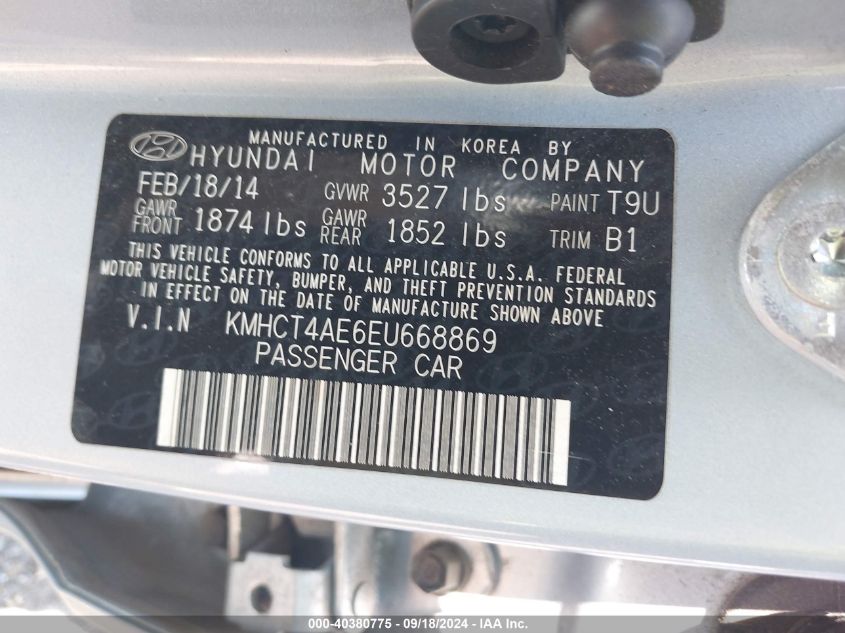 MANUFACTURED IN KOREA BY
HYUNDAI MOTOR COMPANY
FEB/18/14 GVWR 3527 lbs PAINT T9U
GAWR FRONT 1874 lbs GAWR REAR 1852 lbs TRIM B1
THIS VEHICLE CONFORMS TO ALL APPLICABLE U.S.A. FEDERAL
MOTOR VEHICLE SAFETY, BUMPER, AND THEFT PREVENTION STANDARDS
IN EFFECT ON THE DATE OF MANUFACTURE SHOWN ABOVE
V.I.N KMHCT4AE6EU668869
PASSENGER CAR
000-40380775 - 09/18/2024 - IAA Inc.